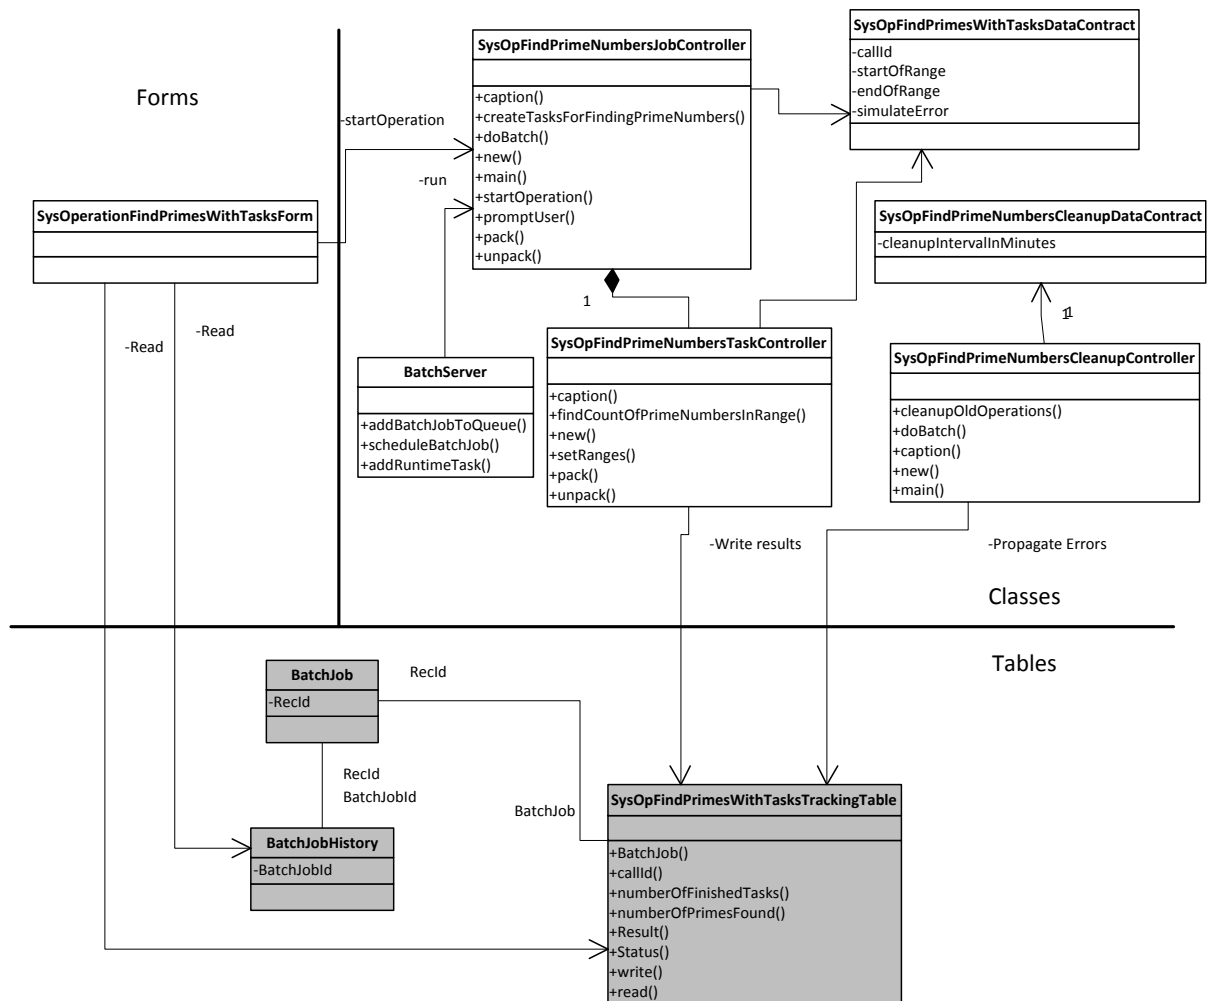 Forms
SysOperationFindPrimesWithTasksForm
-startOperation
-run
-Read
-Read
SysOpFindPrimeNumbersJobController
+caption()
+createTasksForFindingPrimeNumbers()
+doBatch()
+new()
+main()
+startOperation()
+promptUser()
+pack()
+unpack()
SysOpFindPrimesWithTasksDataContract
-callId
-startOfRange
-endOfRange
-simulateError
SysOpFindPrimeNumbersCleanupDataContract
-cleanupIntervalInMinutes
1
1
1
BatchServer
+addBatchJobToQueue()
+scheduleBatchJob()
+addRuntimeTask()
SysOpFindPrimeNumbersTaskController
+caption()
+findCountOfPrimeNumbersInRange()
+new()
+setRanges()
+pack()
+unpack()
SysOpFindPrimeNumbersCleanupController
+cleanupOldOperations()
+doBatch()
+caption()
+new()
+main()
-Write results
-Propagate Errors
Classes
Tables
BatchJob
-RecId
RecId
RecId
BatchJobId
BatchJob
BatchJobHistory
-BatchJobId
SysOpFindPrimesWithTasksTrackingTable
+BatchJob()
+callId()
+numberOfFinishedTasks()
+numberOfPrimesFound()
+Result()
+Status()
+write()
+read()